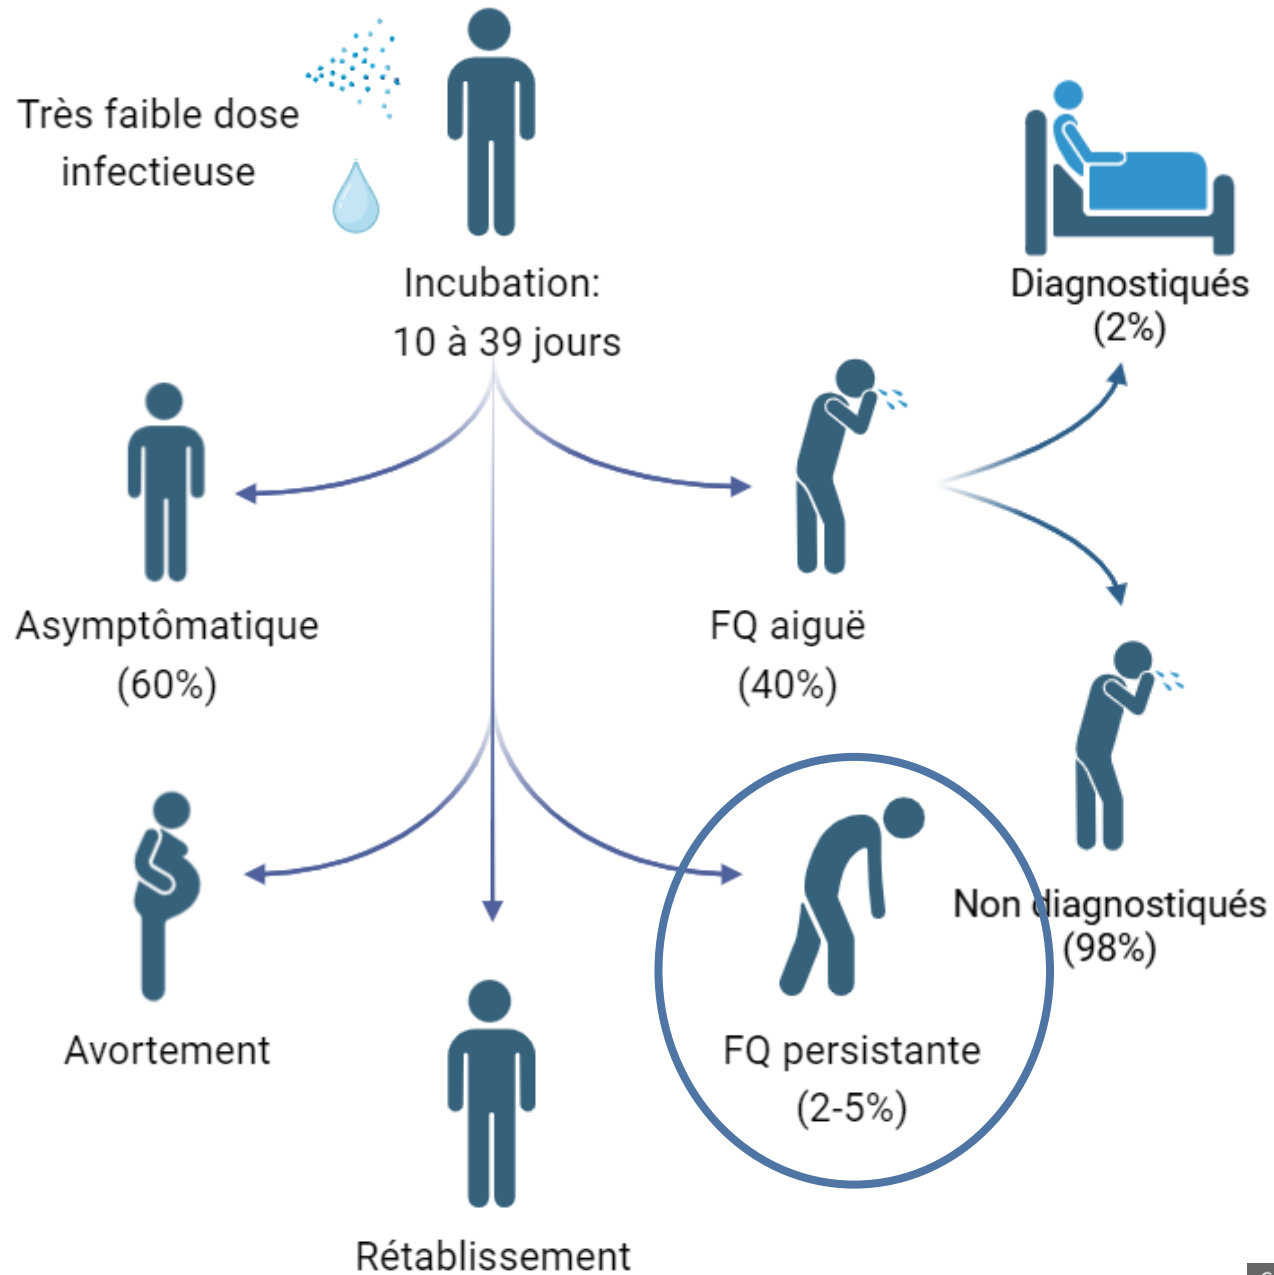 Très faible dose
infectieuse
Incubation:
10 à 39 jours
Diagnostiqués
(2%)
Asymptômatique
(60%)
FQ aiguë
(40%)
Non diagnostiqués
(98%)
Avortement
FQ persistante
(2-5%)
Rétablissement